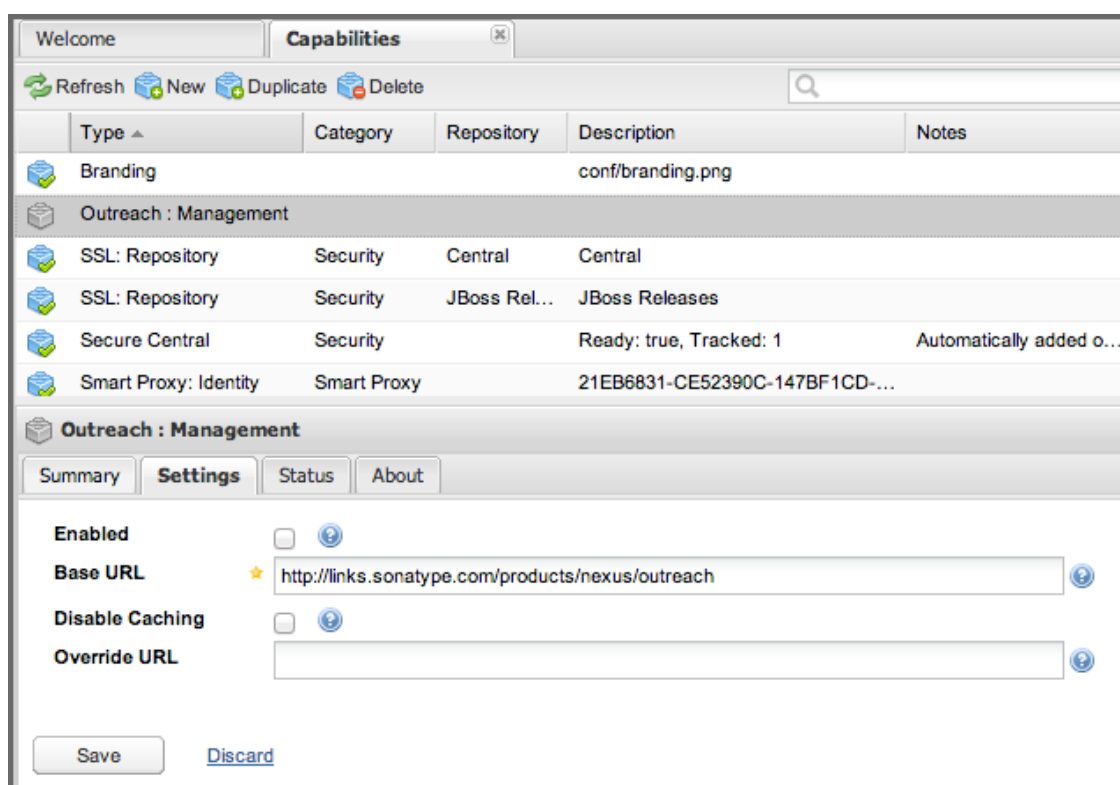 Welcome Capabilities
Refresh New Duplicate Delete
Type Category Repository Description Notes
Branding conf/branding.png
Outreach : Management
SSL: Repository Security Central Central
SSL: Repository Security JBoss Rel... JBoss Releases
Secure Central Security Ready: true, Tracked: 1 Automatically added o...
Smart Proxy: Identity Smart Proxy 21EB6831-CE52390C-147BF1CD-...
Outreach : Management
Summary Settings Status About
Enabled
Base URL http://links.sonatype.com/products/nexus/outreach
Disable Caching
Override URL
Save Discard